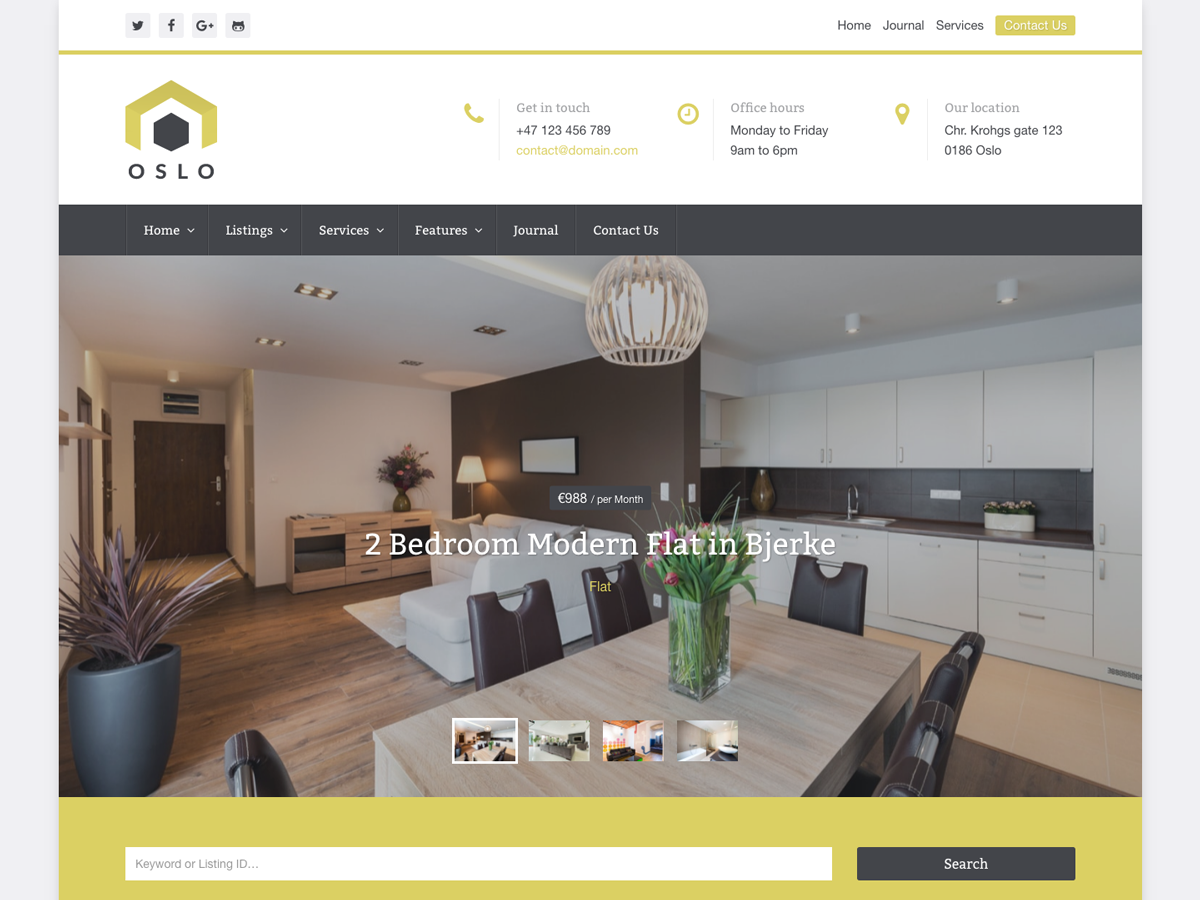 Home Journal Services Contact Us
OSLO
Get in touch
+47 123 456 789
contact@domain.com
Office hours
Monday to Friday
9am to 6pm
Our location
Chr. Krohgs gate 123
0186 Oslo
Home Listings Services Features Journal Contact Us
€988 / per Month
2 Bedroom Modern Flat in Bjerke
Flat
Keyword or Listing ID...
Search